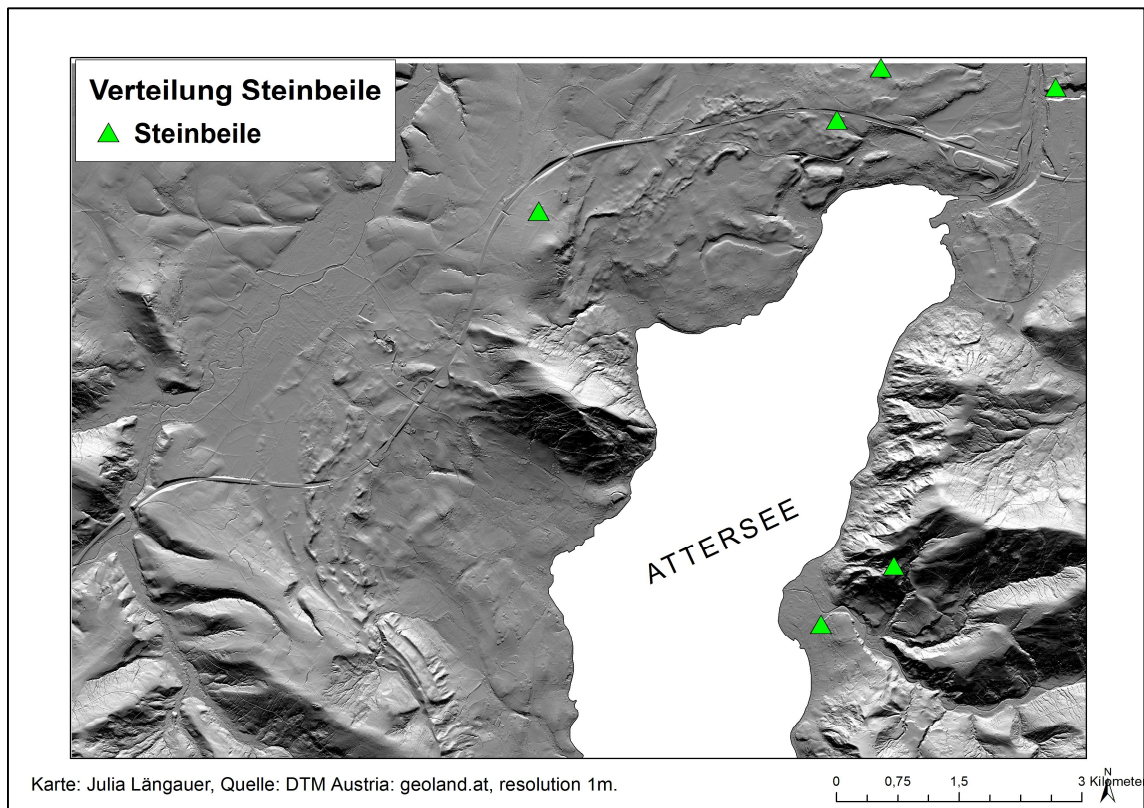 Verteilung Steinbeile
Steinbeile
ATTERSEE
Karte: Julia Längauer, Quelle: DTM Austria: geoland.at, resolution 1m.
0 0,75 1,5 3 Kilometer
N